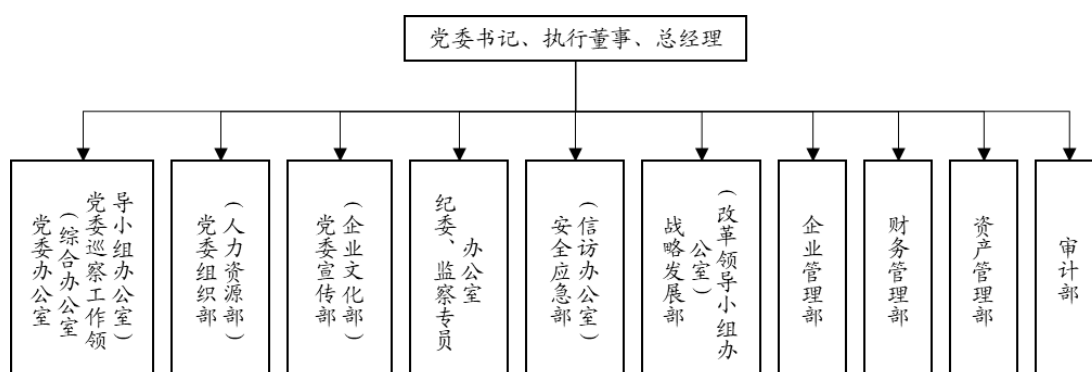 党委书记、执行董事、总经理
党委办公室
（综合办公室
党委巡察工作领
导小组办公室）
党委组织部
（人力资源部）
党委宣传部
（企业文化部）
纪委、监察专员
办公室
安全应急部
（信访办公室）
战略发展部
（改革领导小组办
公室）
企业管理部
财务管理部
资产管理部
审计部